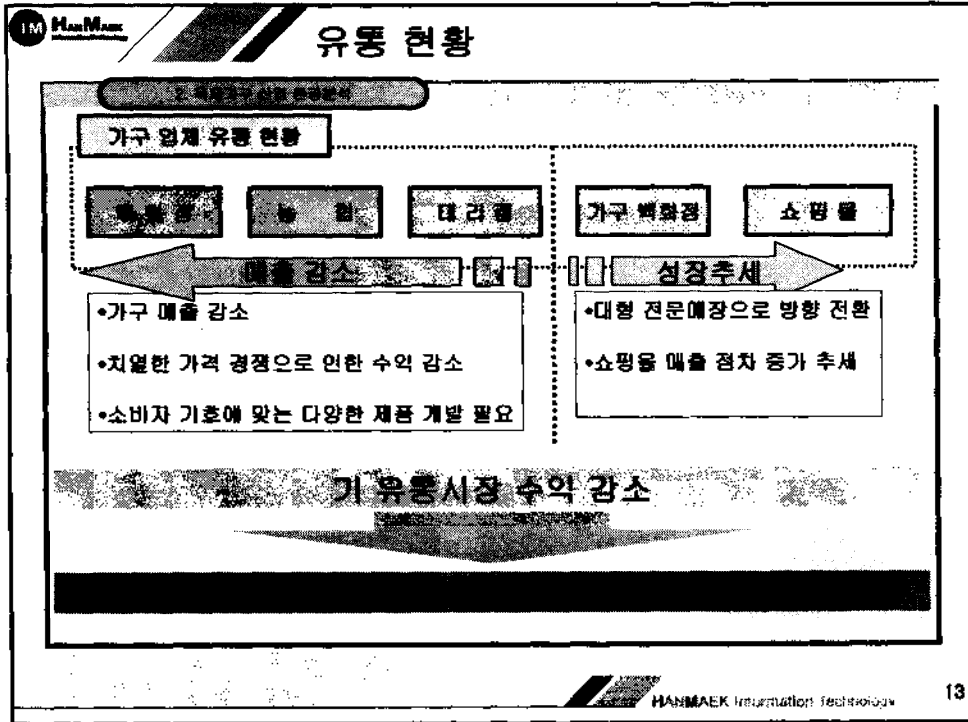 HANMAEK
유통 현황
가구 업체 유통 현황
농 협
대리점
가구 백화점
쇼핑몰
매출 감소
성장추세
•가구 매출 감소
•치열한 가격 경쟁으로 인한 수익 감소
•소비자 기호에 맞는 다양한 제품 개발 필요
•대형 전문매장으로 방향 전환
•쇼핑몰 매출 점차 증가 추세
기 유통시장 수익 감소
HANMAEK Information Technology
13